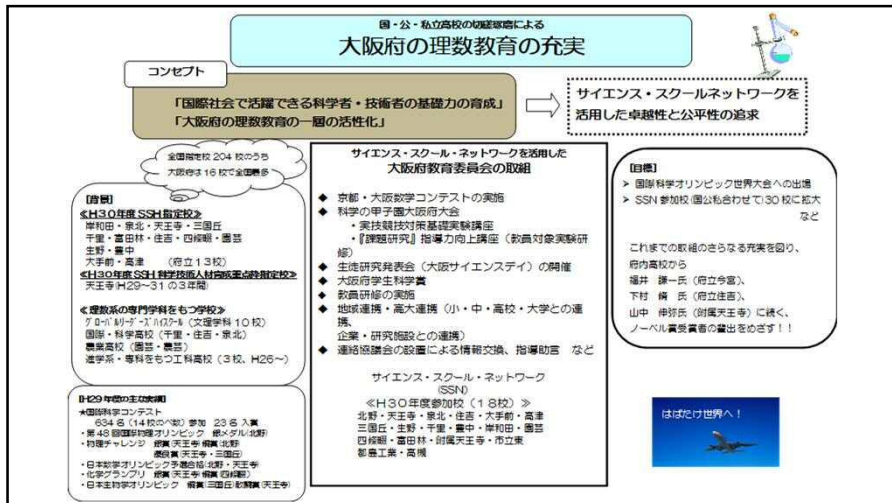 国・公・私立高校の切磋琢磨による
大阪府の理数教育の充実
コンセプト
「国際社会で活躍できる科学者・技術者の基礎力の育成」
「大阪府の理数教育の一層の活性化」
サイエンス・スクールネットワークを
活用した卓越性と公平性の追求
全国指定校 204 校のうち
大阪府は 16 校で全国最多
【背景】
≪H30年度 SSH 指定校≫
岸和田・泉北・天王寺・三国丘
千里・富田林・住吉・四條畷・園芸
生野・豊中
大手前・高津 （府立13校）
≪H30年度 SSH 科学技術人材育成重点枠指定校≫
天王寺（H29～31 の3年間）
≪理数系の専門学科をもつ学校≫
グローバルリーダーズハイスクール（文理学科10校）
国際・科学高校（千里・住吉・泉北）
農業高校（園芸・農芸）
進学系・専科をもつ工科高校（3校、H26～）
【H29年度の主な実績】
★国際科学コンテスト
634名（14校のべ数）参加 23名入賞
・第48回国際物理オリンピック 銀メダル（北野）
・物理チャレンジ 銀賞（天王寺）銅賞（北野）
優良賞（天王寺・三国丘）
・日本数学オリンピック予選合格（北野・天王寺）
・化学グランプリ 銀賞（天王寺）銅賞（四條畷）
・日本生物学オリンピック 銅賞（三国丘）敢闘賞（天王寺）
サイエンス・スクール・ネットワークを活用した
大阪府教育委員会の取組
◆ 京都・大阪数学コンテストの実施
◆ 科学の甲子園大阪府大会
・実技競技対策基礎実験講座
・『課題研究』指導力向上講座（教員対象実験研
修）
◆ 生徒研究発表会（大阪サイエンスデイ）の開催
◆ 大阪府学生科学賞
◆ 教員研修の実施
◆ 地域連携・高大連携（小・中・高校・大学との連
携、
企業・研究施設との連携）
◆ 連絡協議会の設置による情報交換、指導助言 など
サイエンス・スクール・ネットワーク
(SSN)
≪H30年度参加校（18校）≫
北野・天王寺・泉北・住吉・大手前・高津
三国丘・生野・千里・豊中・岸和田・園芸
四條畷・富田林・附属天王寺・市立東
都島工業・高槻
【目標】
➢ 国際科学オリンピック世界大会への出場
➢ SSN 参加校（国公私合わせて）30校に拡大
など
これまでの取組のさらなる充実を図り、
府内高校から
福井 謙一氏（府立今宮）、
下村 脩 氏（府立住吉）、
山中 伸弥氏（附属天王寺）に続く、
ノーベル賞受賞者の輩出をめざす！！
はばたけ世界へ！